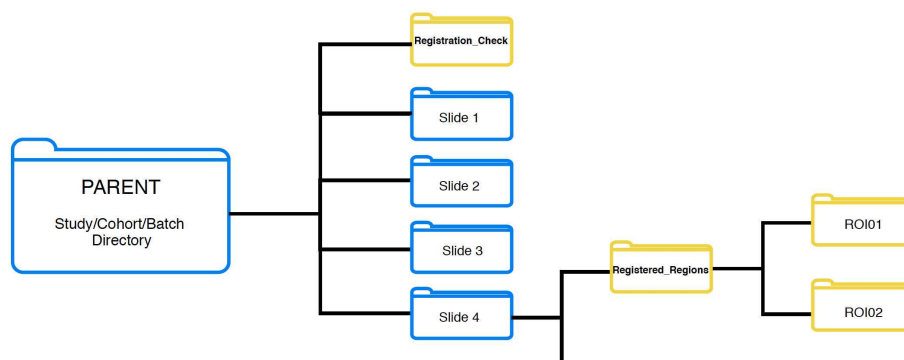 Registration_Check
Slide 1
PARENT
Study/Cohort/Batch
Directory
Slide 2
Slide 3
Slide 4
Registered_Regions
ROI01
ROI02